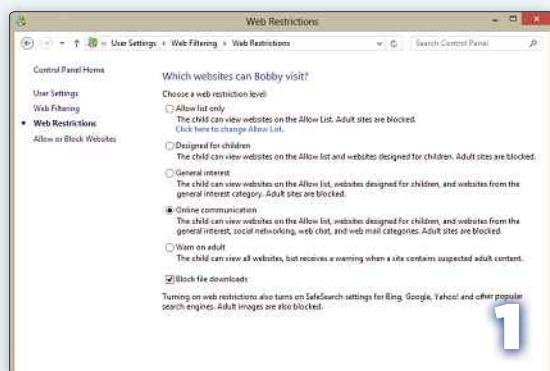 Web Restrictions
User Settings Web Filtering Web Restrictions
Search Control Panel
Control Panel Home
User Settings
Web Filtering
Web Restrictions
Allow or Block Websites
Which websites can Bobby visit?
Choose a web restriction level:
Allow list only
The child can view websites on the Allow List. Adult sites are blocked.
Click here to change Allow List.
Designed for children
The child can view websites on the Allow list and websites designed for children. Adult sites are blocked.
General interest
The child can view websites on the Allow list, websites designed for children, and websites from the
general interest category. Adult sites are blocked.
Online communication
The child can view websites on the Allow list, websites designed for children, and websites from the
general interest, social networking, web chat, and web mail categories. Adult sites are blocked.
Warn on adult
The child can view all websites, but receives a warning when a site contains suspected adult content.
Block file downloads
Turning on web restrictions also turns on SafeSearch settings for Bing, Google, Yahoo! and other popular
search engines. Adult images are also blocked.
1